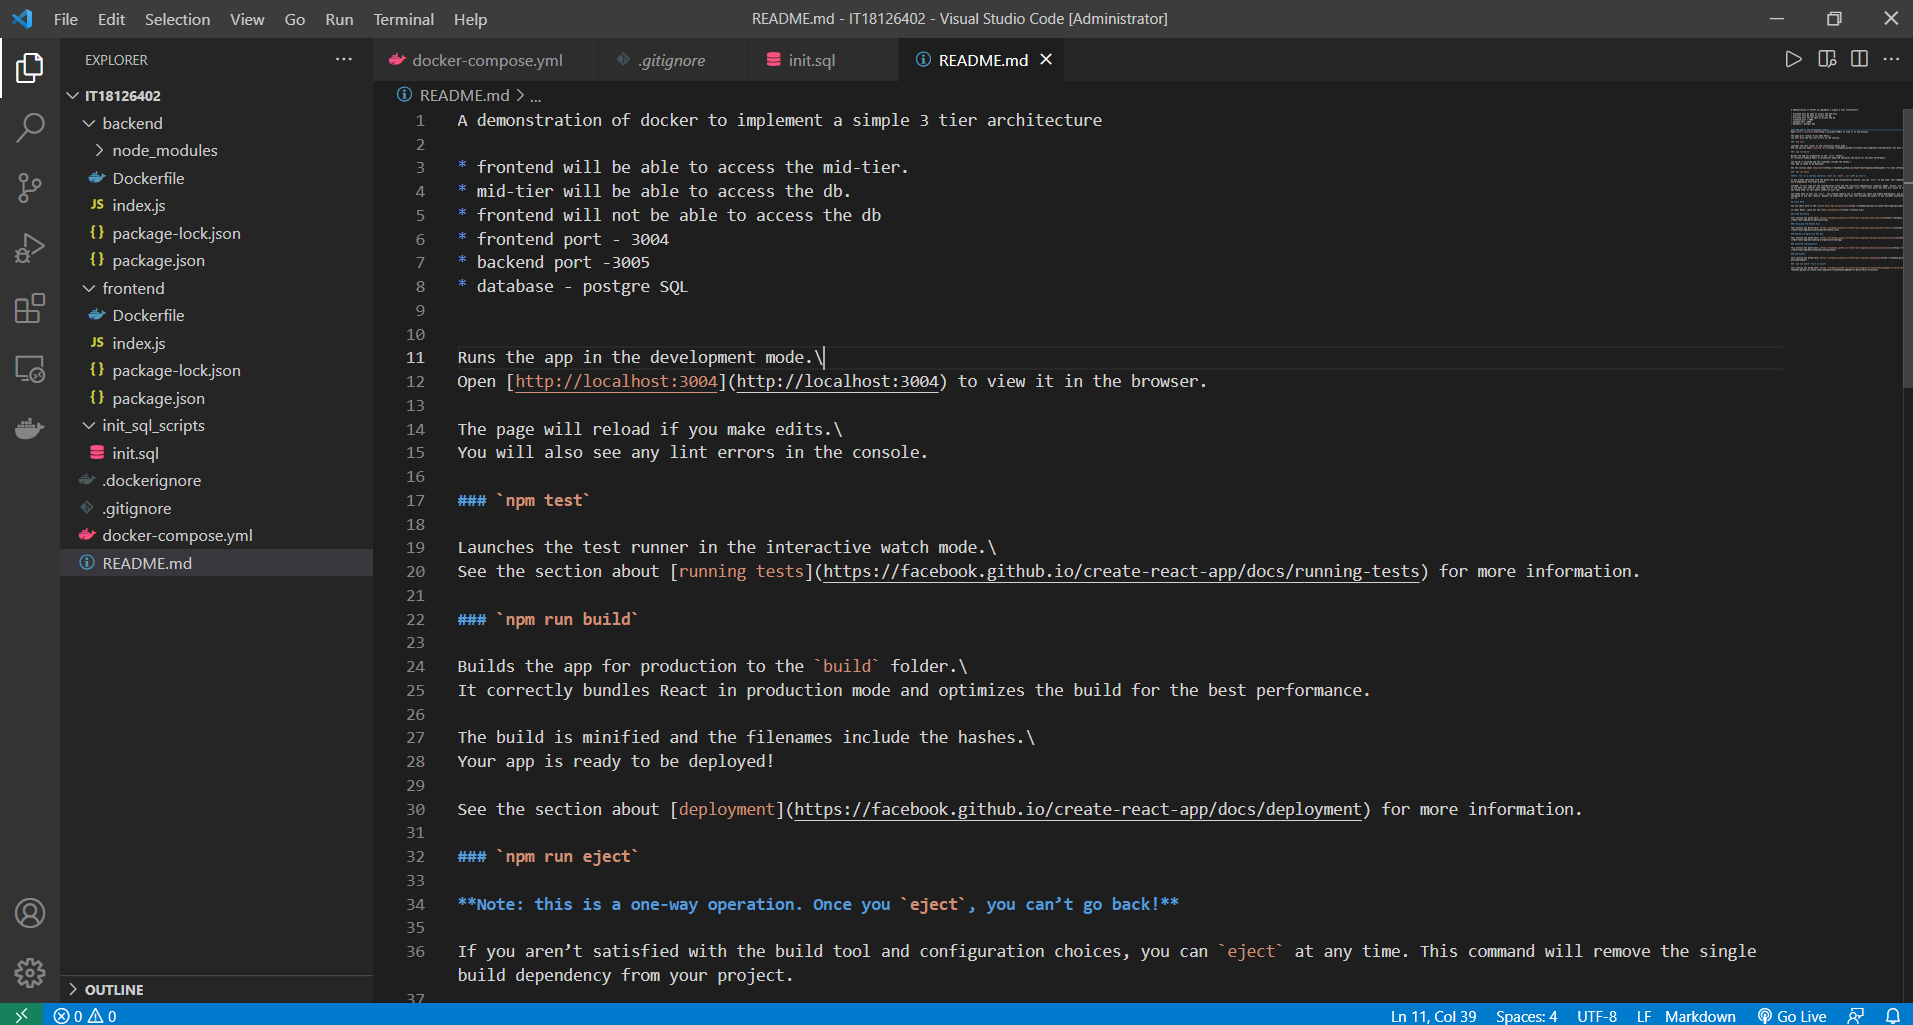 File Edit Selection View Go Run Terminal Help
README.md - IT18126402 - Visual Studio Code [Administrator]
EXPLORER
IT18126402
backend
node_modules
Dockerfile
JS index.js
{} package-lock.json
{} package.json
frontend
Dockerfile
JS index.js
{} package-lock.json
{} package.json
init_sql_scripts
init.sql
.dockerignore
.gitignore
docker-compose.yml
README.md
OUTLINE
docker-compose.yml .gitignore init.sql README.md
README.md > ...
1 A demonstration of docker to implement a simple 3 tier architecture
2
3 * frontend will be able to access the mid-tier.
4 * mid-tier will be able to access the db.
5 * frontend will not be able to access the db
6 * frontend port - 3004
7 * backend port -3005
8 * database - postgre SQL
9
10
11 Runs the app in the development mode.\
12 Open [http://localhost:3004](http://localhost:3004) to view it in the browser.
13
14 The page will reload if you make edits.\
15 You will also see any lint errors in the console.
16
17 ### `npm test`
18
19 Launches the test runner in the interactive watch mode.\
20 See the section about [running tests](https://facebook.github.io/create-react-app/docs/running-tests) for more information.
21
22 ### `npm run build`
23
24 Builds the app for production to the `build` folder.\
25 It correctly bundles React in production mode and optimizes the build for the best performance.
26
27 The build is minified and the filenames include the hashes.\
28 Your app is ready to be deployed!
29
30 See the section about [deployment](https://facebook.github.io/create-react-app/docs/deployment) for more information.
31
32 ### `npm run eject`
33
34 **Note: this is a one-way operation. Once you `eject`, you can’t go back!**
35
36 If you aren’t satisfied with the build tool and configuration choices, you can `eject` at any time. This command will remove the single
build dependency from your project.
37
0 0
Ln 11, Col 39 Spaces: 4 UTF-8 LF Markdown Go Live